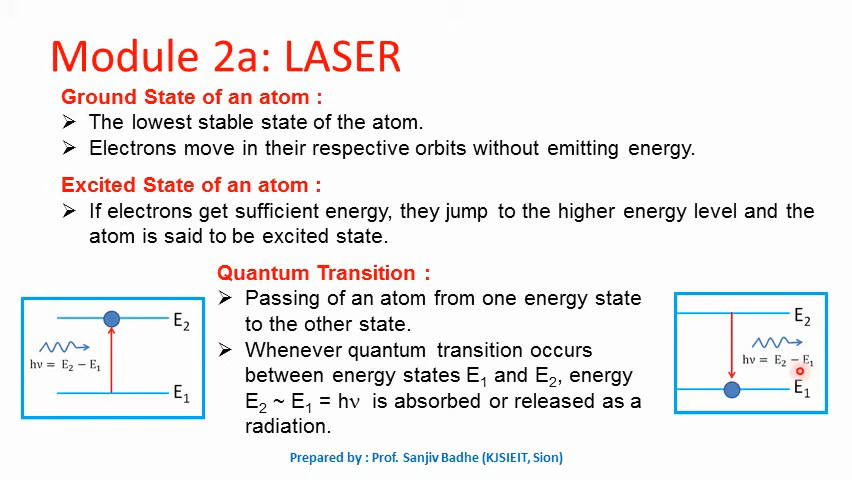 Module 2a: LASER
Ground State of an atom :
➢ The lowest stable state of the atom.
➢ Electrons move in their respective orbits without emitting energy.
Excited State of an atom :
➢ If electrons get sufficient energy, they jump to the higher energy level and the
atom is said to be excited state.
Quantum Transition :
➢ Passing of an atom from one energy state
to the other state.
➢ Whenever quantum transition occurs
between energy states E₁ and E₂, energy
E₂ ~ E₁ = hν is absorbed or released as a
radiation.
E₂
hν = E₂ − E₁
E₁
E₂
hν = E₂ − E₁
E₁
Prepared by : Prof. Sanjiv Badhe (KJSIEIT, Sion)